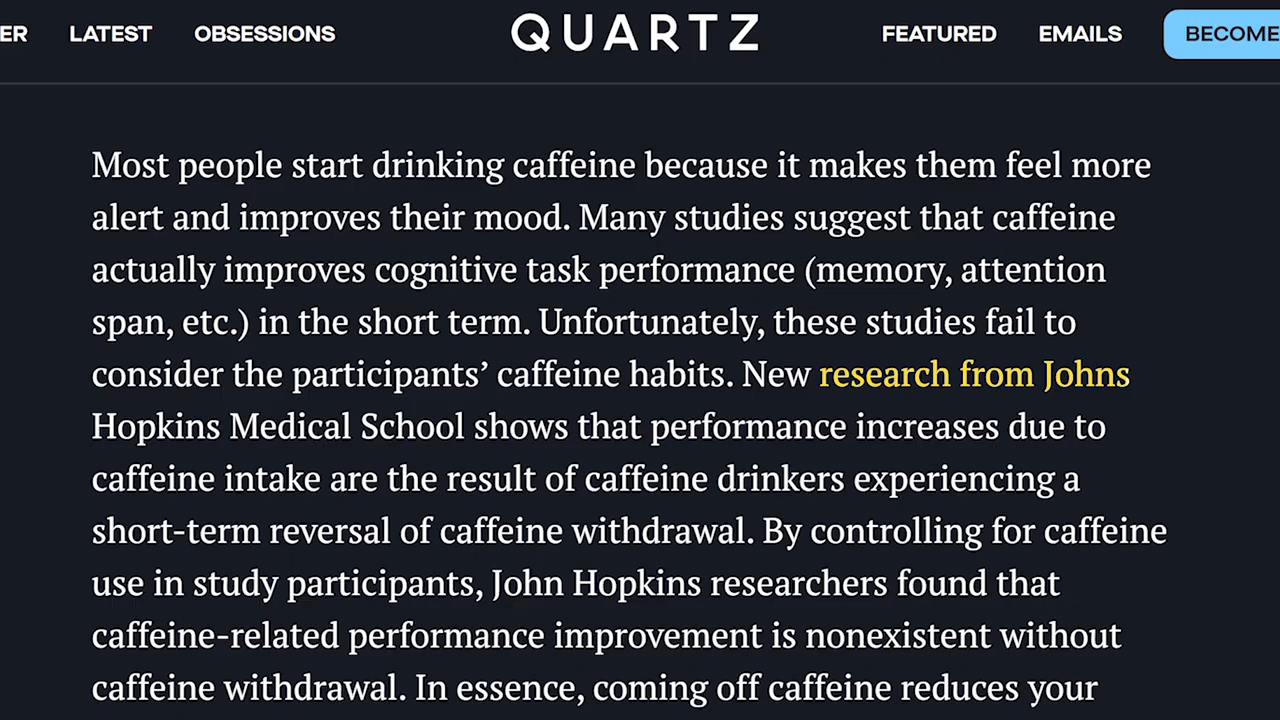 ER LATEST OBSESSIONS QUARTZ FEATURED EMAILS BECOME
Most people start drinking caffeine because it makes them feel more
alert and improves their mood. Many studies suggest that caffeine
actually improves cognitive task performance (memory, attention
span, etc.) in the short term. Unfortunately, these studies fail to
consider the participants’ caffeine habits. New research from Johns
Hopkins Medical School shows that performance increases due to
caffeine intake are the result of caffeine drinkers experiencing a
short-term reversal of caffeine withdrawal. By controlling for caffeine
use in study participants, John Hopkins researchers found that
caffeine-related performance improvement is nonexistent without
caffeine withdrawal. In essence, coming off caffeine reduces your